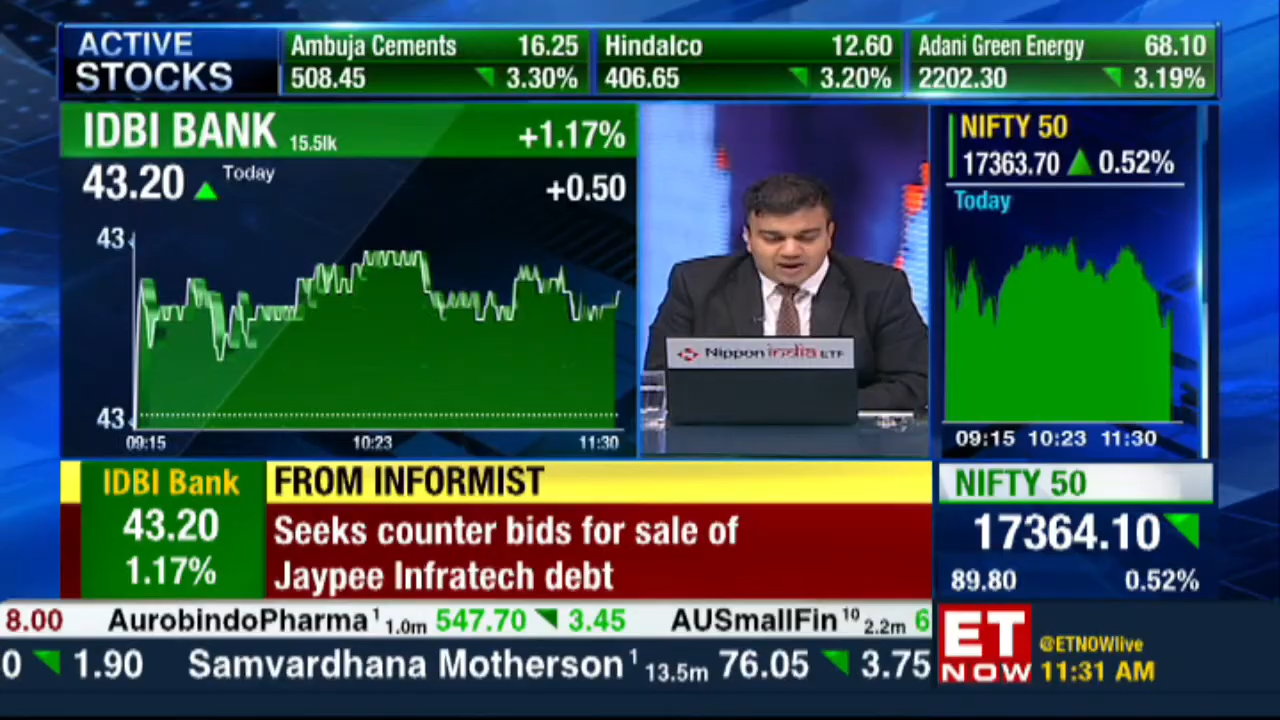 ACTIVE
STOCKS
Ambuja Cements 16.25
508.45 3.30%
Hindalco 12.60
406.65 3.20%
Adani Green Energy 68.10
2202.30 3.19%
IDBI BANK 15.5lk +1.17%
43.20 Today +0.50
43
43
09:15 10:23 11:30
Nippon india ETF
NIFTY 50
17363.70 0.52%
Today
09:15 10:23 11:30
IDBI Bank
43.20
1.17%
FROM INFORMIST
Seeks counter bids for sale of
Jaypee Infratech debt
NIFTY 50
17364.10
89.80 0.52%
8.00 AurobindoPharma 1 1.0m 547.70 3.45 AUSmallFin 10 2.2m 6
0 1.90 Samvardhana Motherson 1 13.5m 76.05 3.75
ET
NOW
@ETNOWlive
11:31 AM